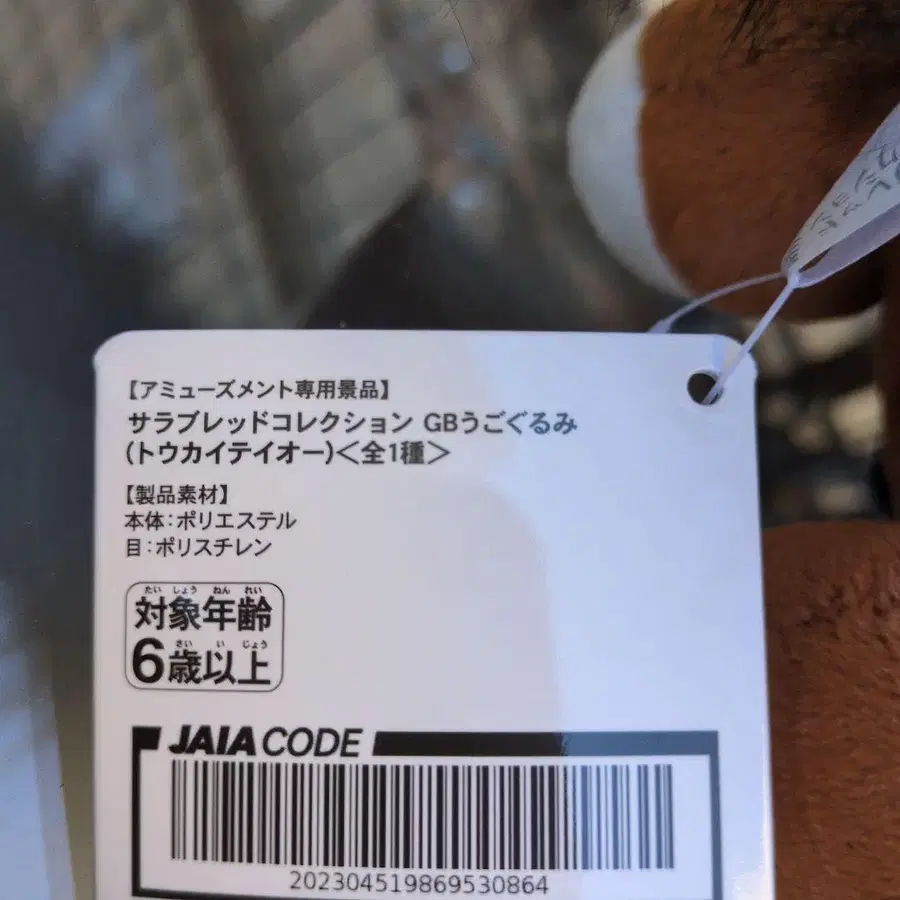 【アミューズメント専用景品】
サラブレッドコレクション GBうごぐるみ
(トウカイテイオー)＜全1種＞
【製品素材】
本体：ポリエステル
目：ポリスチレン
たい しょう ねん れい
対象年齢
さい い じょう
6歳以上
JAIA CODE
202304519869530864